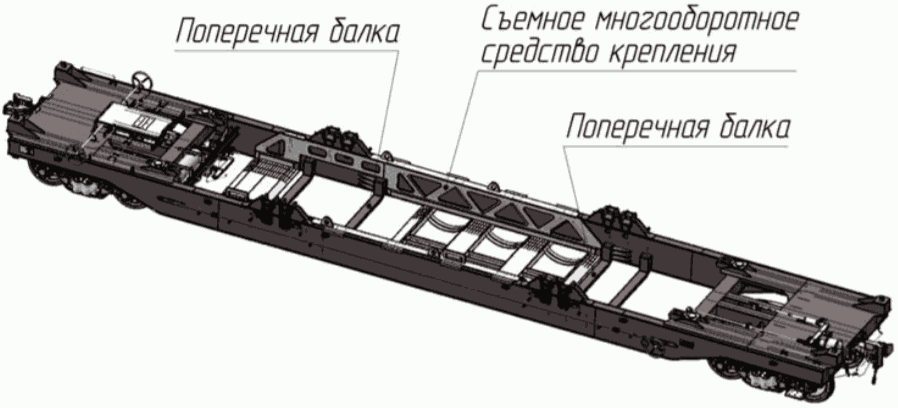 Поперечная балка
Съемное многооборотное
средство крепления
Поперечная балка